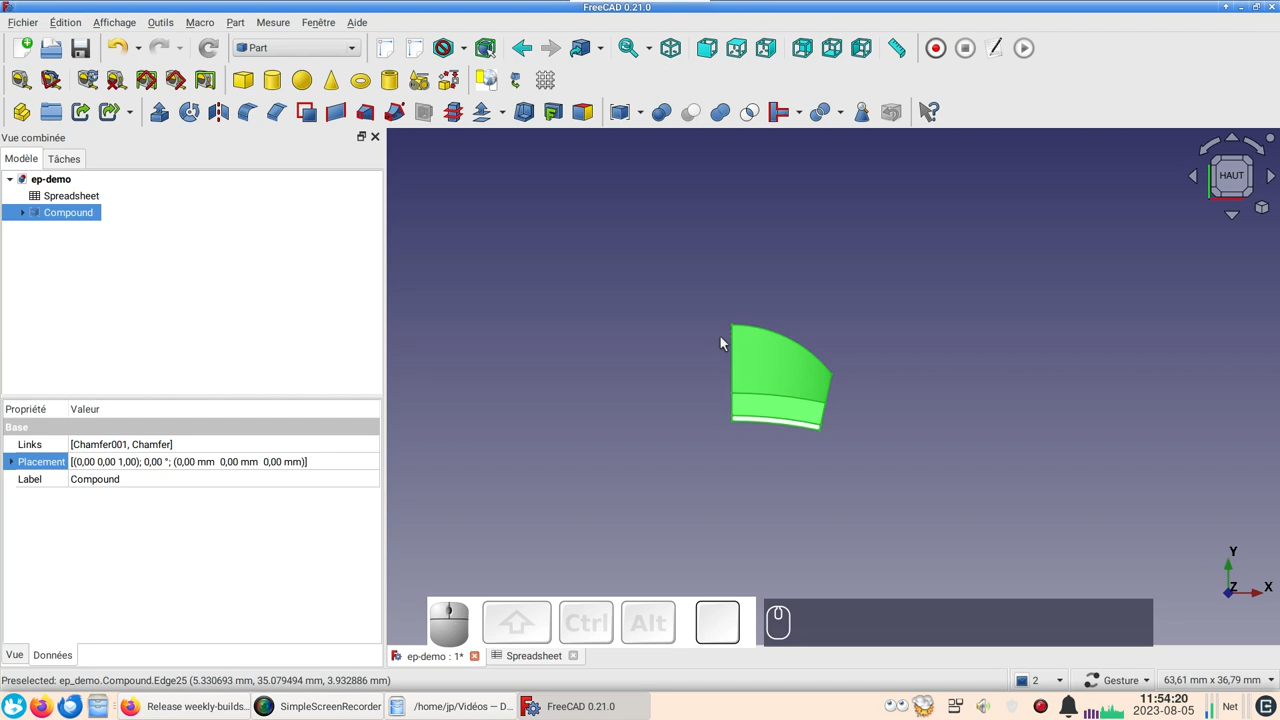 FreeCAD 0.21.0
Fichier Édition Affichage Outils Macro Part Mesure Fenêtre Aide
Part
Vue combinée
Modèle Tâches
ep-demo
Spreadsheet
Compound
HAUT
Propriété Valeur
Base
Links [Chamfer001, Chamfer]
Placement [(0,00 0,00 1,00); 0,00 °; (0,00 mm 0,00 mm 0,00 mm)]
Label Compound
Y
Z X
Ctrl Alt
Vue Données
ep-demo : 1* Spreadsheet
Preselected: ep_demo.Compound.Edge25 (5.330693 mm, 35.079494 mm, 3.932886 mm)
2 Gesture 63,61 mm x 36,79 mm
Release weekly-builds... SimpleScreenRecorder /home/jp/Vidéos — D... FreeCAD 0.21.0
11:54:20
2023-08-05
Net